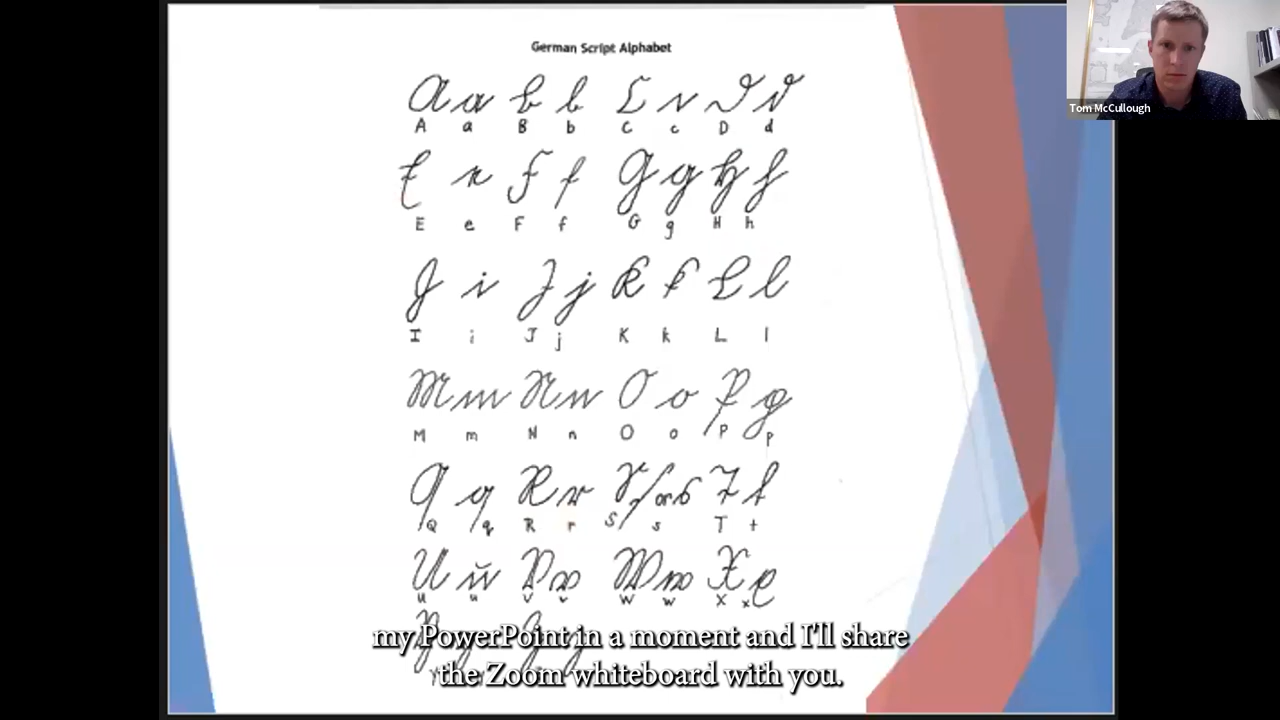 German Script Alphabet
Tom McCullough
A a B b C c D d
A a B b C c D d
E e F f G g H h
E e F f G g H h
I i J j K k L l
I i J j K k L l
M m N n O o P p
M m N n O o P p
Q q R r S s T t
Q q R r S s T t
U u V v W w X x
U u V v W w X x
my PowerPoint in a moment and I'll share
the Zoom whiteboard with you.